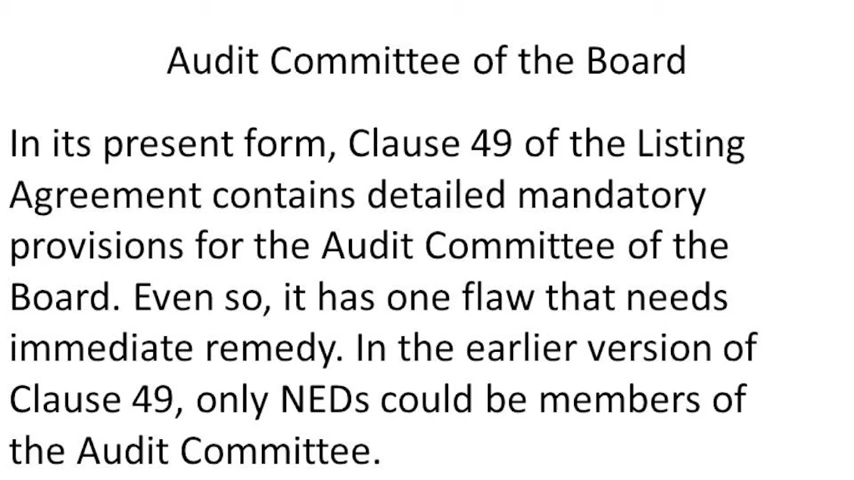 Audit Committee of the Board
In its present form, Clause 49 of the Listing
Agreement contains detailed mandatory
provisions for the Audit Committee of the
Board. Even so, it has one flaw that needs
immediate remedy. In the earlier version of
Clause 49, only NEDs could be members of
the Audit Committee.